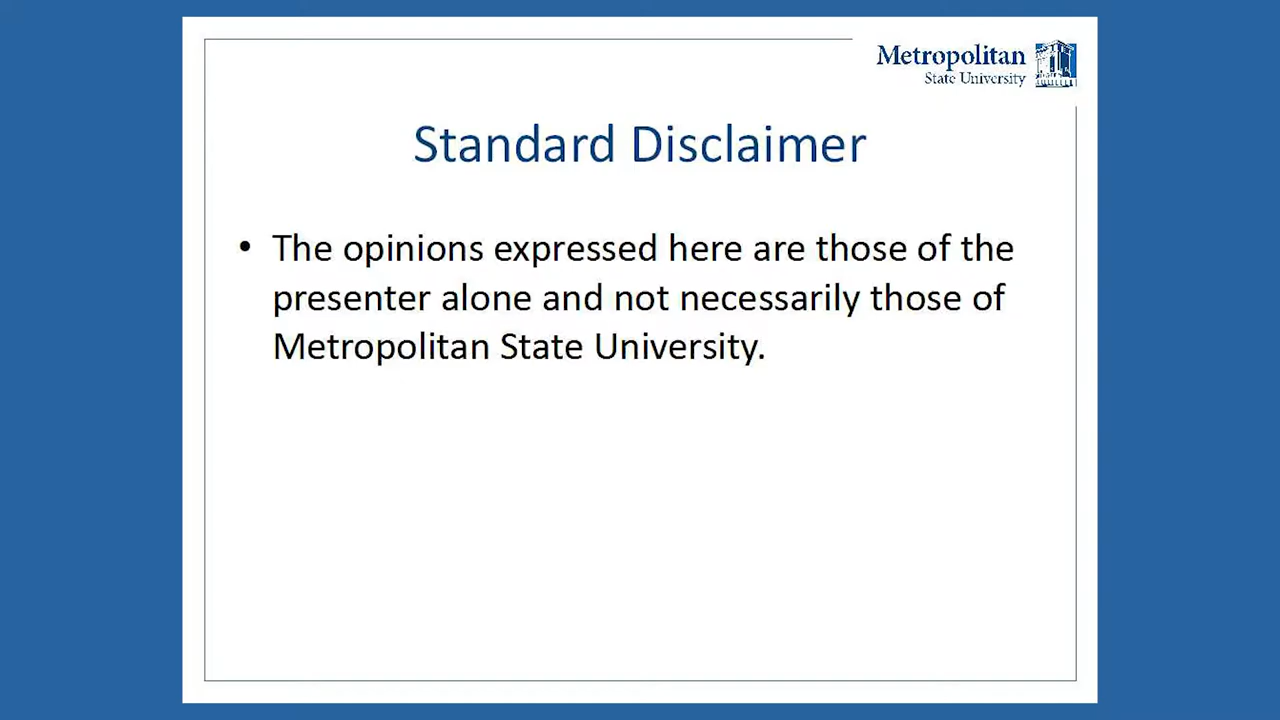 Metropolitan
State University
Standard Disclaimer
• The opinions expressed here are those of the
presenter alone and not necessarily those of
Metropolitan State University.